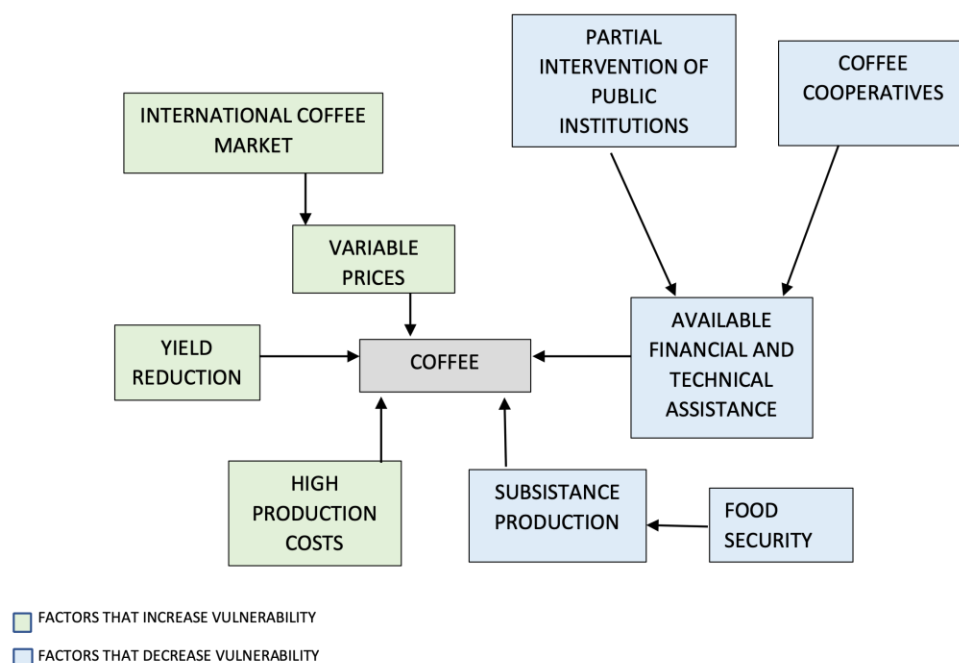 PARTIAL
INTERVENTION OF
PUBLIC
INSTITUTIONS
COFFEE
COOPERATIVES
INTERNATIONAL COFFEE
MARKET
VARIABLE
PRICES
YIELD
REDUCTION
COFFEE
AVAILABLE
FINANCIAL AND
TECHNICAL
ASSISTANCE
HIGH
PRODUCTION
COSTS
SUBSISTANCE
PRODUCTION
FOOD
SECURITY
FACTORS THAT INCREASE VULNERABILITY
FACTORS THAT DECREASE VULNERABILITY